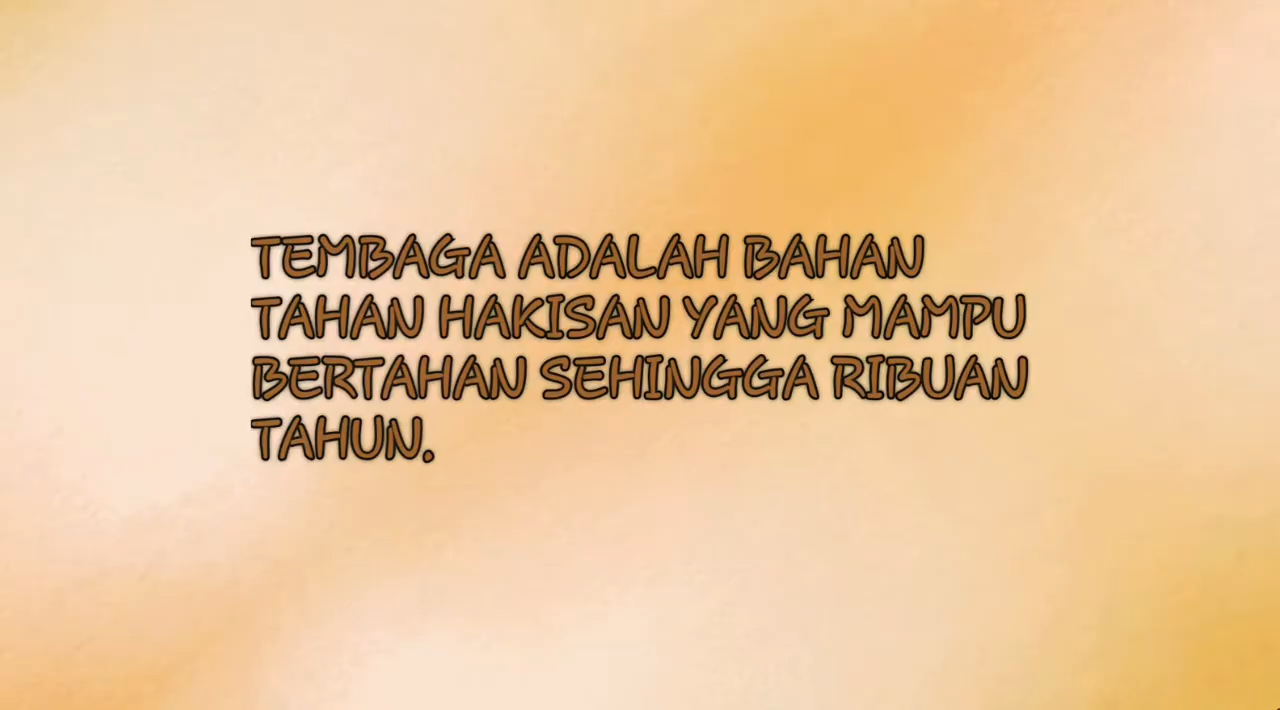 TEMBAGA ADALAH BAHAN
TAHAN HAKISAN YANG MAMPU
BERTAHAN SEHINGGA RIBUAN
TAHUN.